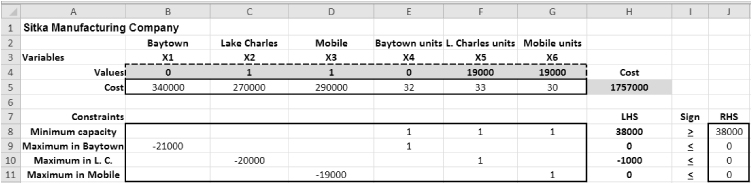 A B C D E F G H I J
1 Sitka Manufacturing Company
2 Baytown Lake Charles Mobile Baytown units L. Charles units Mobile units
3 Variables X1 X2 X3 X4 X5 X6
4 Values 0 1 1 0 19000 19000 Cost
5 Cost 340000 270000 290000 32 33 30 1757000
6
7 Constraints LHS Sign RHS
8 Minimum capacity 1 1 1 38000 ≥ 38000
9 Maximum in Baytown -21000 1 0 ≤ 0
10 Maximum in L. C. -20000 1 -1000 ≤ 0
11 Maximum in Mobile -19000 1 0 ≤ 0